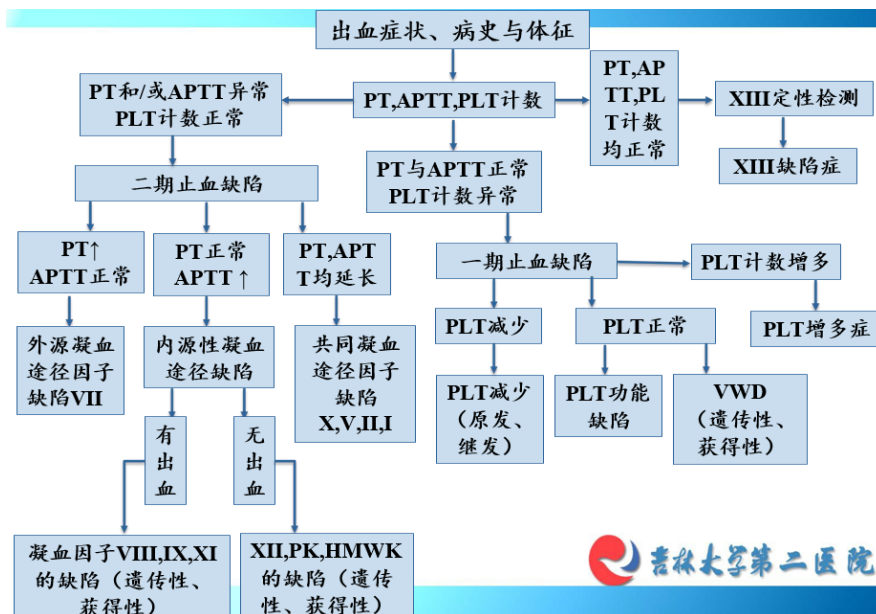 出血症状、病史与体征
PT和/或APTT异常
PLT计数正常
PT,APTT,PLT计数
PT,AP
TT,PL
T计数
均正常
XIII定性检测
XIII缺陷症
二期止血缺陷
PT与APTT正常
PLT计数异常
PT↑
APTT正常
PT正常
APTT↑
PT,APT
T均延长
一期止血缺陷
PLT计数增多
PLT增多症
外源凝血
途径因子
缺陷VII
内源性凝血
途径缺陷
共同凝血
途径因子
缺陷
X,V,II,I
PLT减少
PLT正常
PLT减少
（原发、
继发）
PLT功能
缺陷
VWD
（遗传性、
获得性）
有
出
血
无
出
血
凝血因子VIII,IX,XI
的缺陷（遗传性、
获得性）
XII,PK,HMWK
的缺陷（遗传
性、获得性）
吉林大学第二医院